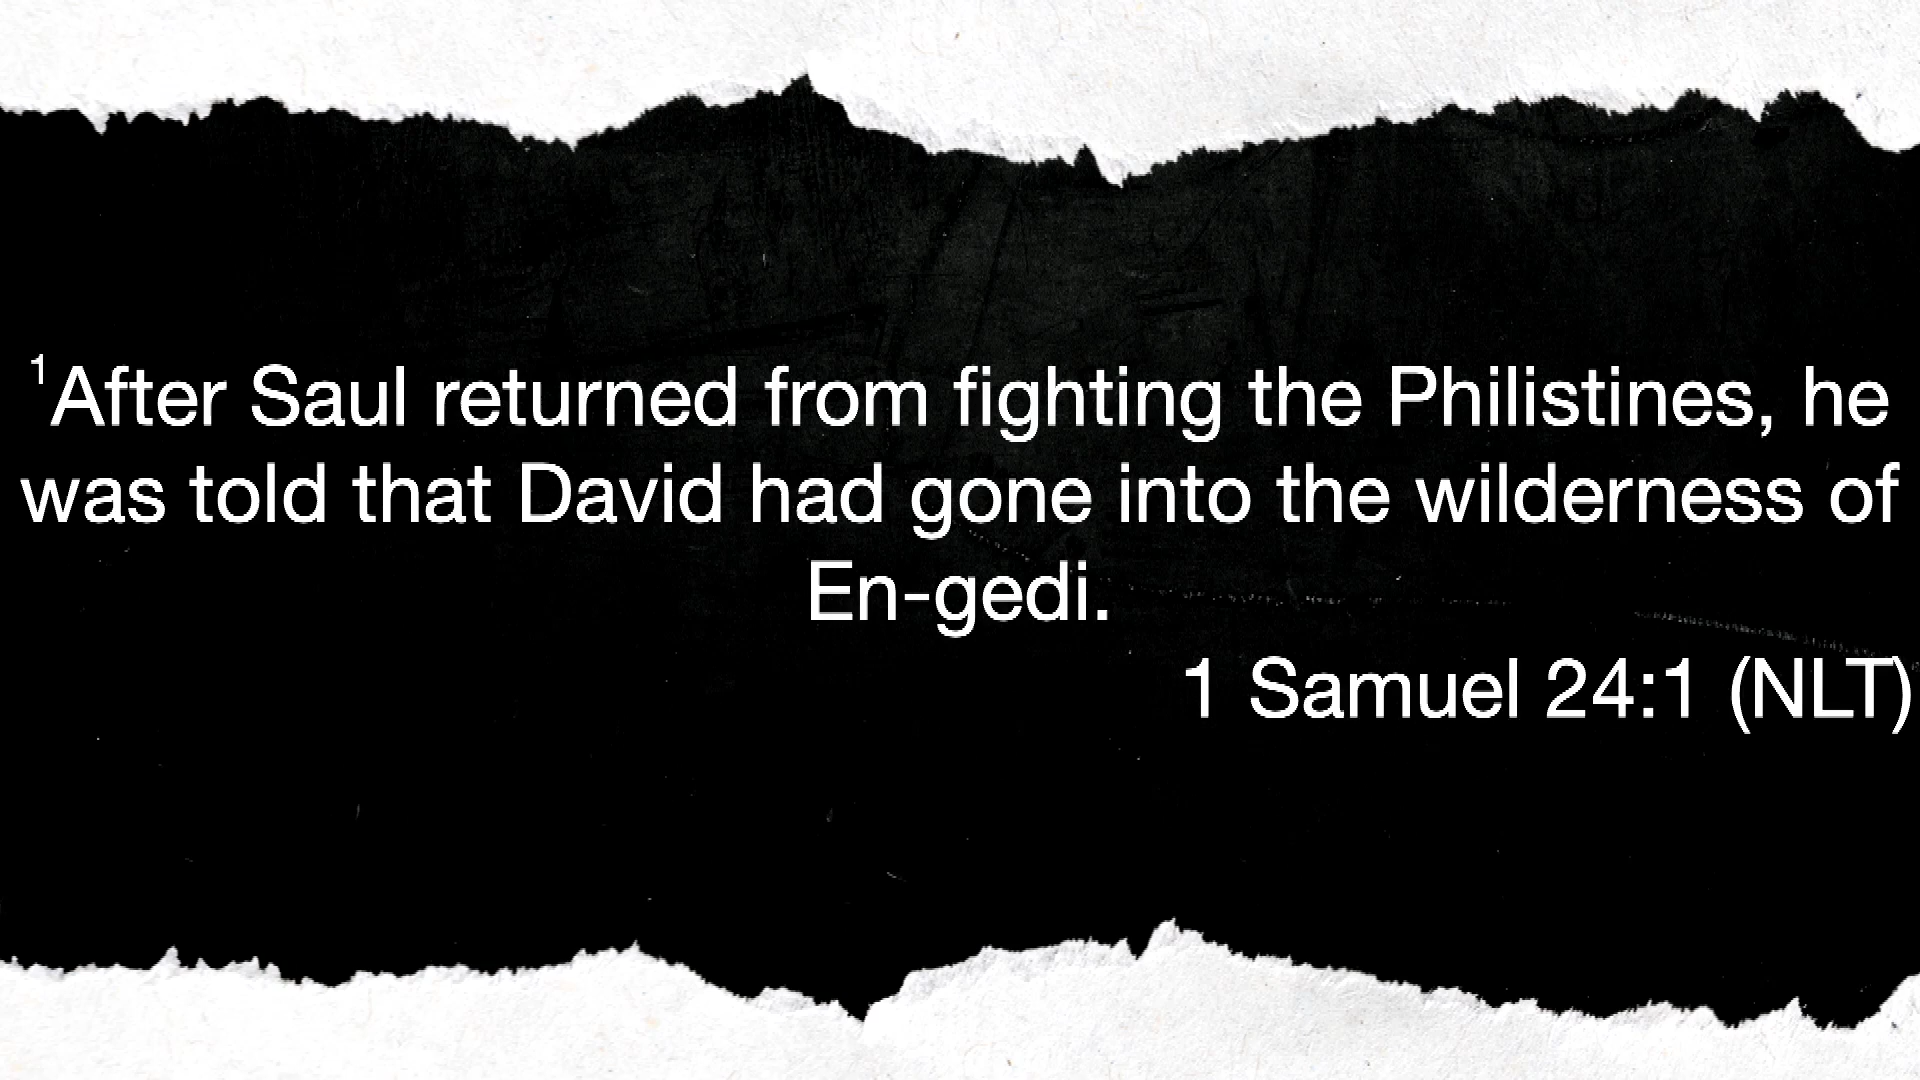 ¹After Saul returned from fighting the Philistines, he
was told that David had gone into the wilderness of
En-gedi.
1 Samuel 24:1 (NLT)